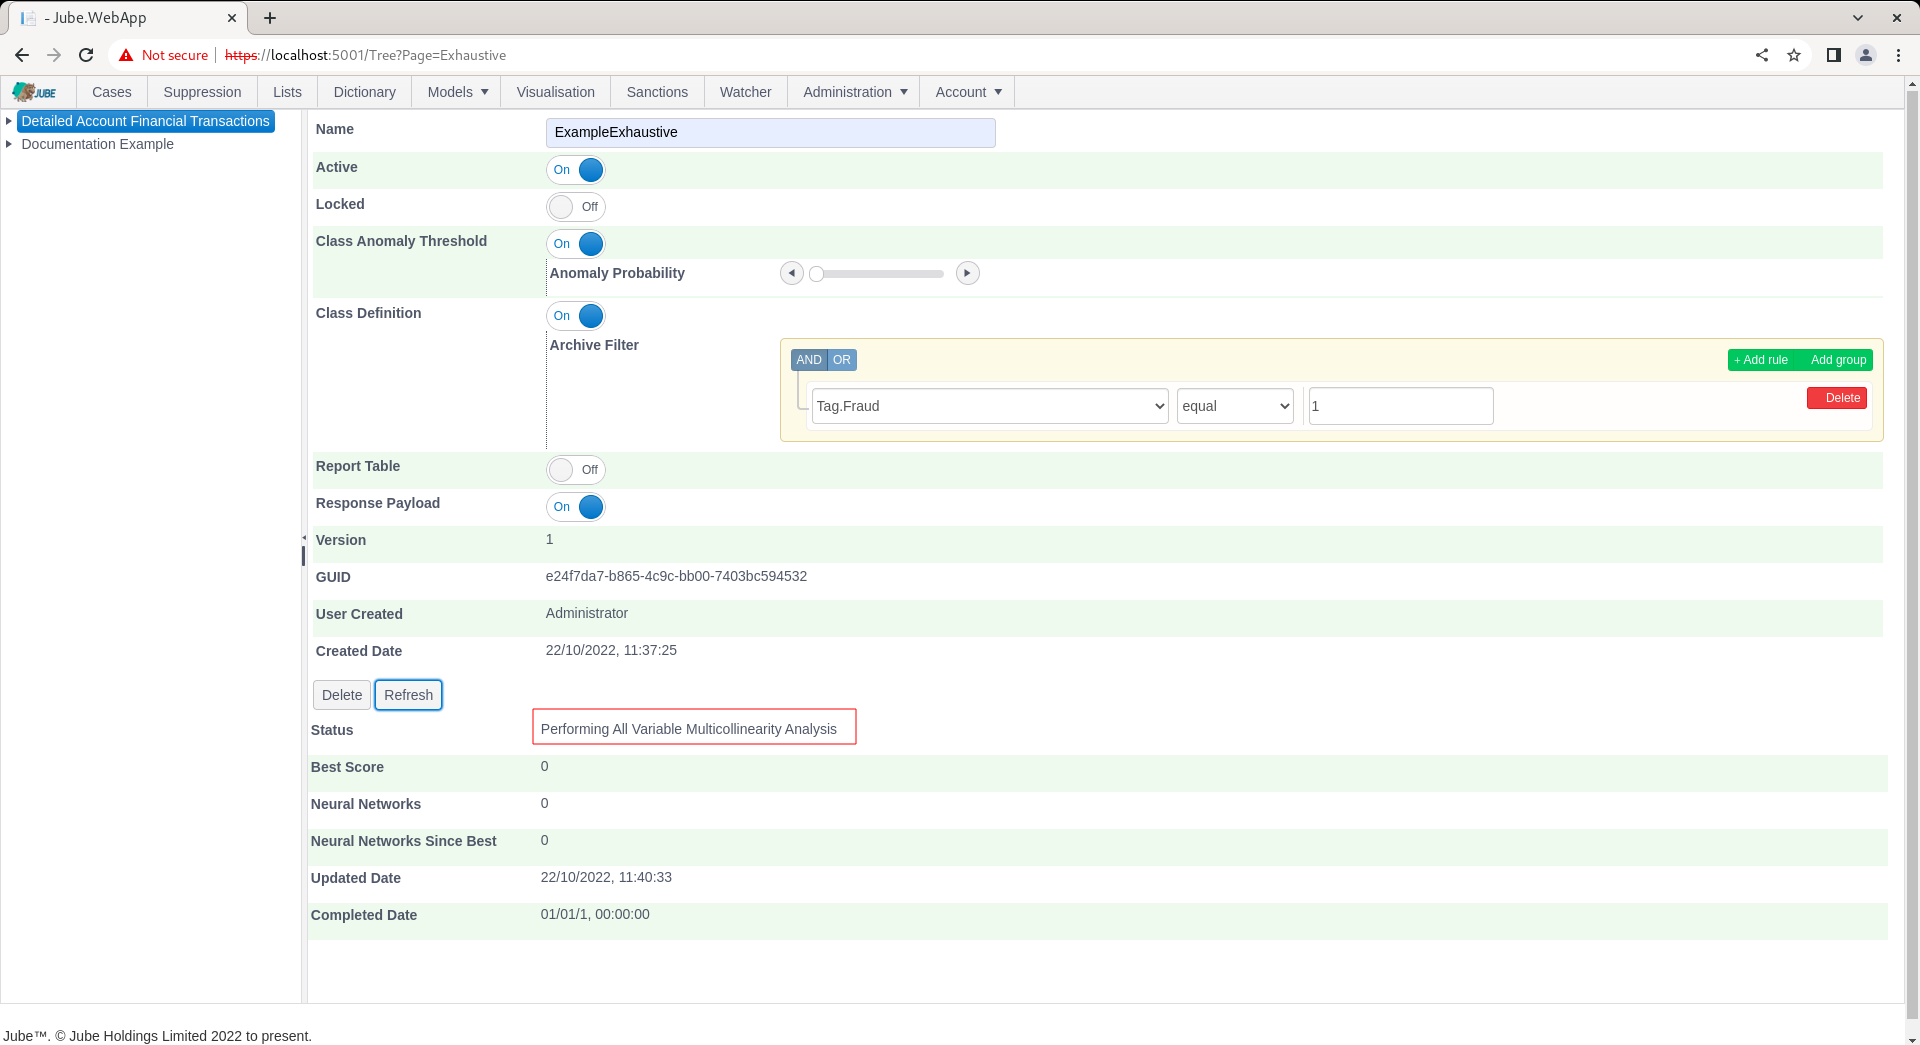 - Jube.WebApp
Not secure https://localhost:5001/Tree?Page=Exhaustive
JUBE Cases Suppression Lists Dictionary Models Visualisation Sanctions Watcher Administration Account
Detailed Account Financial Transactions
Documentation Example
Name ExampleExhaustive
Active On
Locked Off
Class Anomaly Threshold On
Anomaly Probability
Class Definition On
Archive Filter
AND OR + Add rule Add group
Tag.Fraud equal 1 Delete
Report Table Off
Response Payload On
Version 1
GUID e24f7da7-b865-4c9c-bb00-7403bc594532
User Created Administrator
Created Date 22/10/2022, 11:37:25
Delete Refresh
Status Performing All Variable Multicollinearity Analysis
Best Score 0
Neural Networks 0
Neural Networks Since Best 0
Updated Date 22/10/2022, 11:40:33
Completed Date 01/01/1, 00:00:00
Jube™. © Jube Holdings Limited 2022 to present.